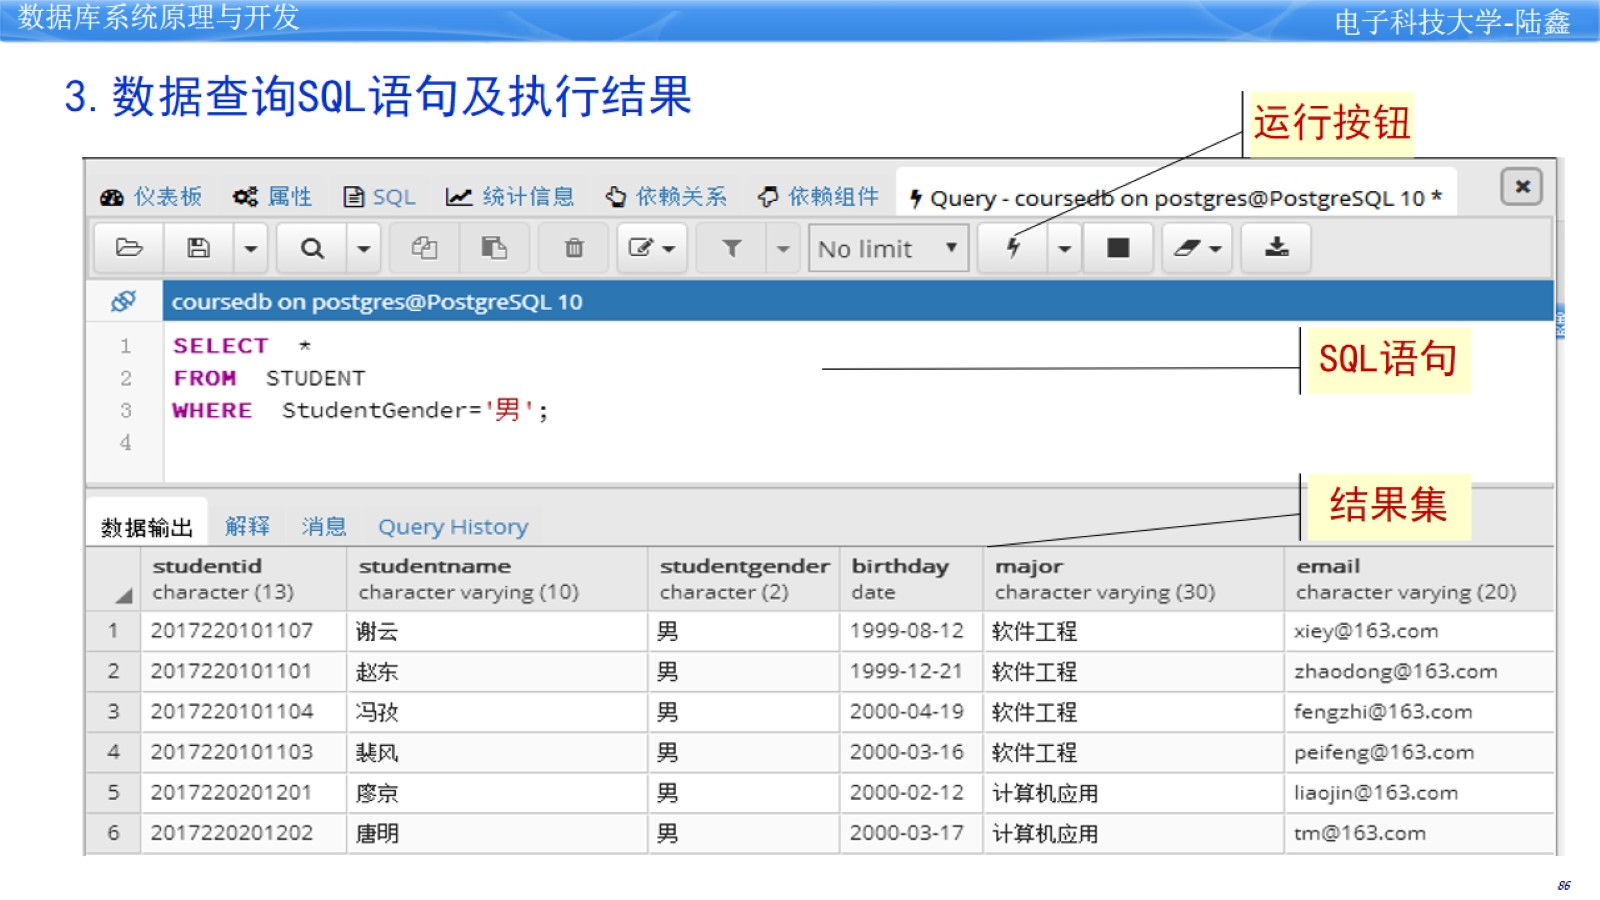 数据库系统原理与开发
电子科技大学-陆鑫
3. 数据查询SQL语句及执行结果
运行按钮
仪表板 属性 SQL 统计信息 依赖关系 依赖组件 Query - coursedb on postgres@PostgreSQL 10 *
No limit
coursedb on postgres@PostgreSQL 10
1 SELECT *
2 FROM STUDENT
3 WHERE StudentGender='男';
4
SQL语句
结果集
数据输出 解释 消息 Query History
studentid studentname studentgender birthday major email
character (13) character varying (10) character (2) date character varying (30) character varying (20)
1 2017220101107 谢云 男 1999-08-12 软件工程 xiey@163.com
2 2017220101101 赵东 男 1999-12-21 软件工程 zhaodong@163.com
3 2017220101104 冯孜 男 2000-04-19 软件工程 fengzhi@163.com
4 2017220101103 裴风 男 2000-03-16 软件工程 peifeng@163.com
5 2017220201201 廖京 男 2000-02-12 计算机应用 liaojin@163.com
6 2017220201202 唐明 男 2000-03-17 计算机应用 tm@163.com
86